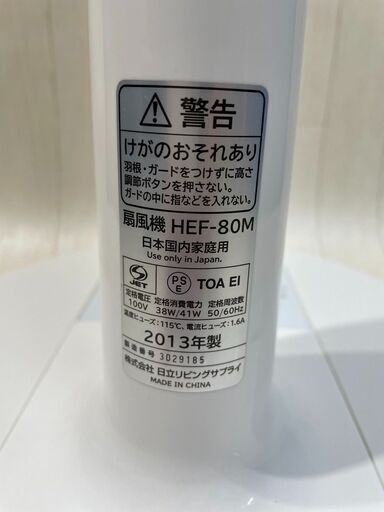 警告
けがのおそれあり
羽根・ガードをつけずに高さ
調節ボタンを押さない。
ガードの中に指などを入れない。
扇風機 HEF-80M
日本国内家庭用
Use only in Japan.
S JET PS E TOA EI
定格電圧 定格消費電力 定格周波数
100V 38W/41W 50/60Hz
温度ヒューズ:115℃、電流ヒューズ:1.6A
2013年製
製造番号 3029185
株式会社 日立リビングサプライ
MADE IN CHINA